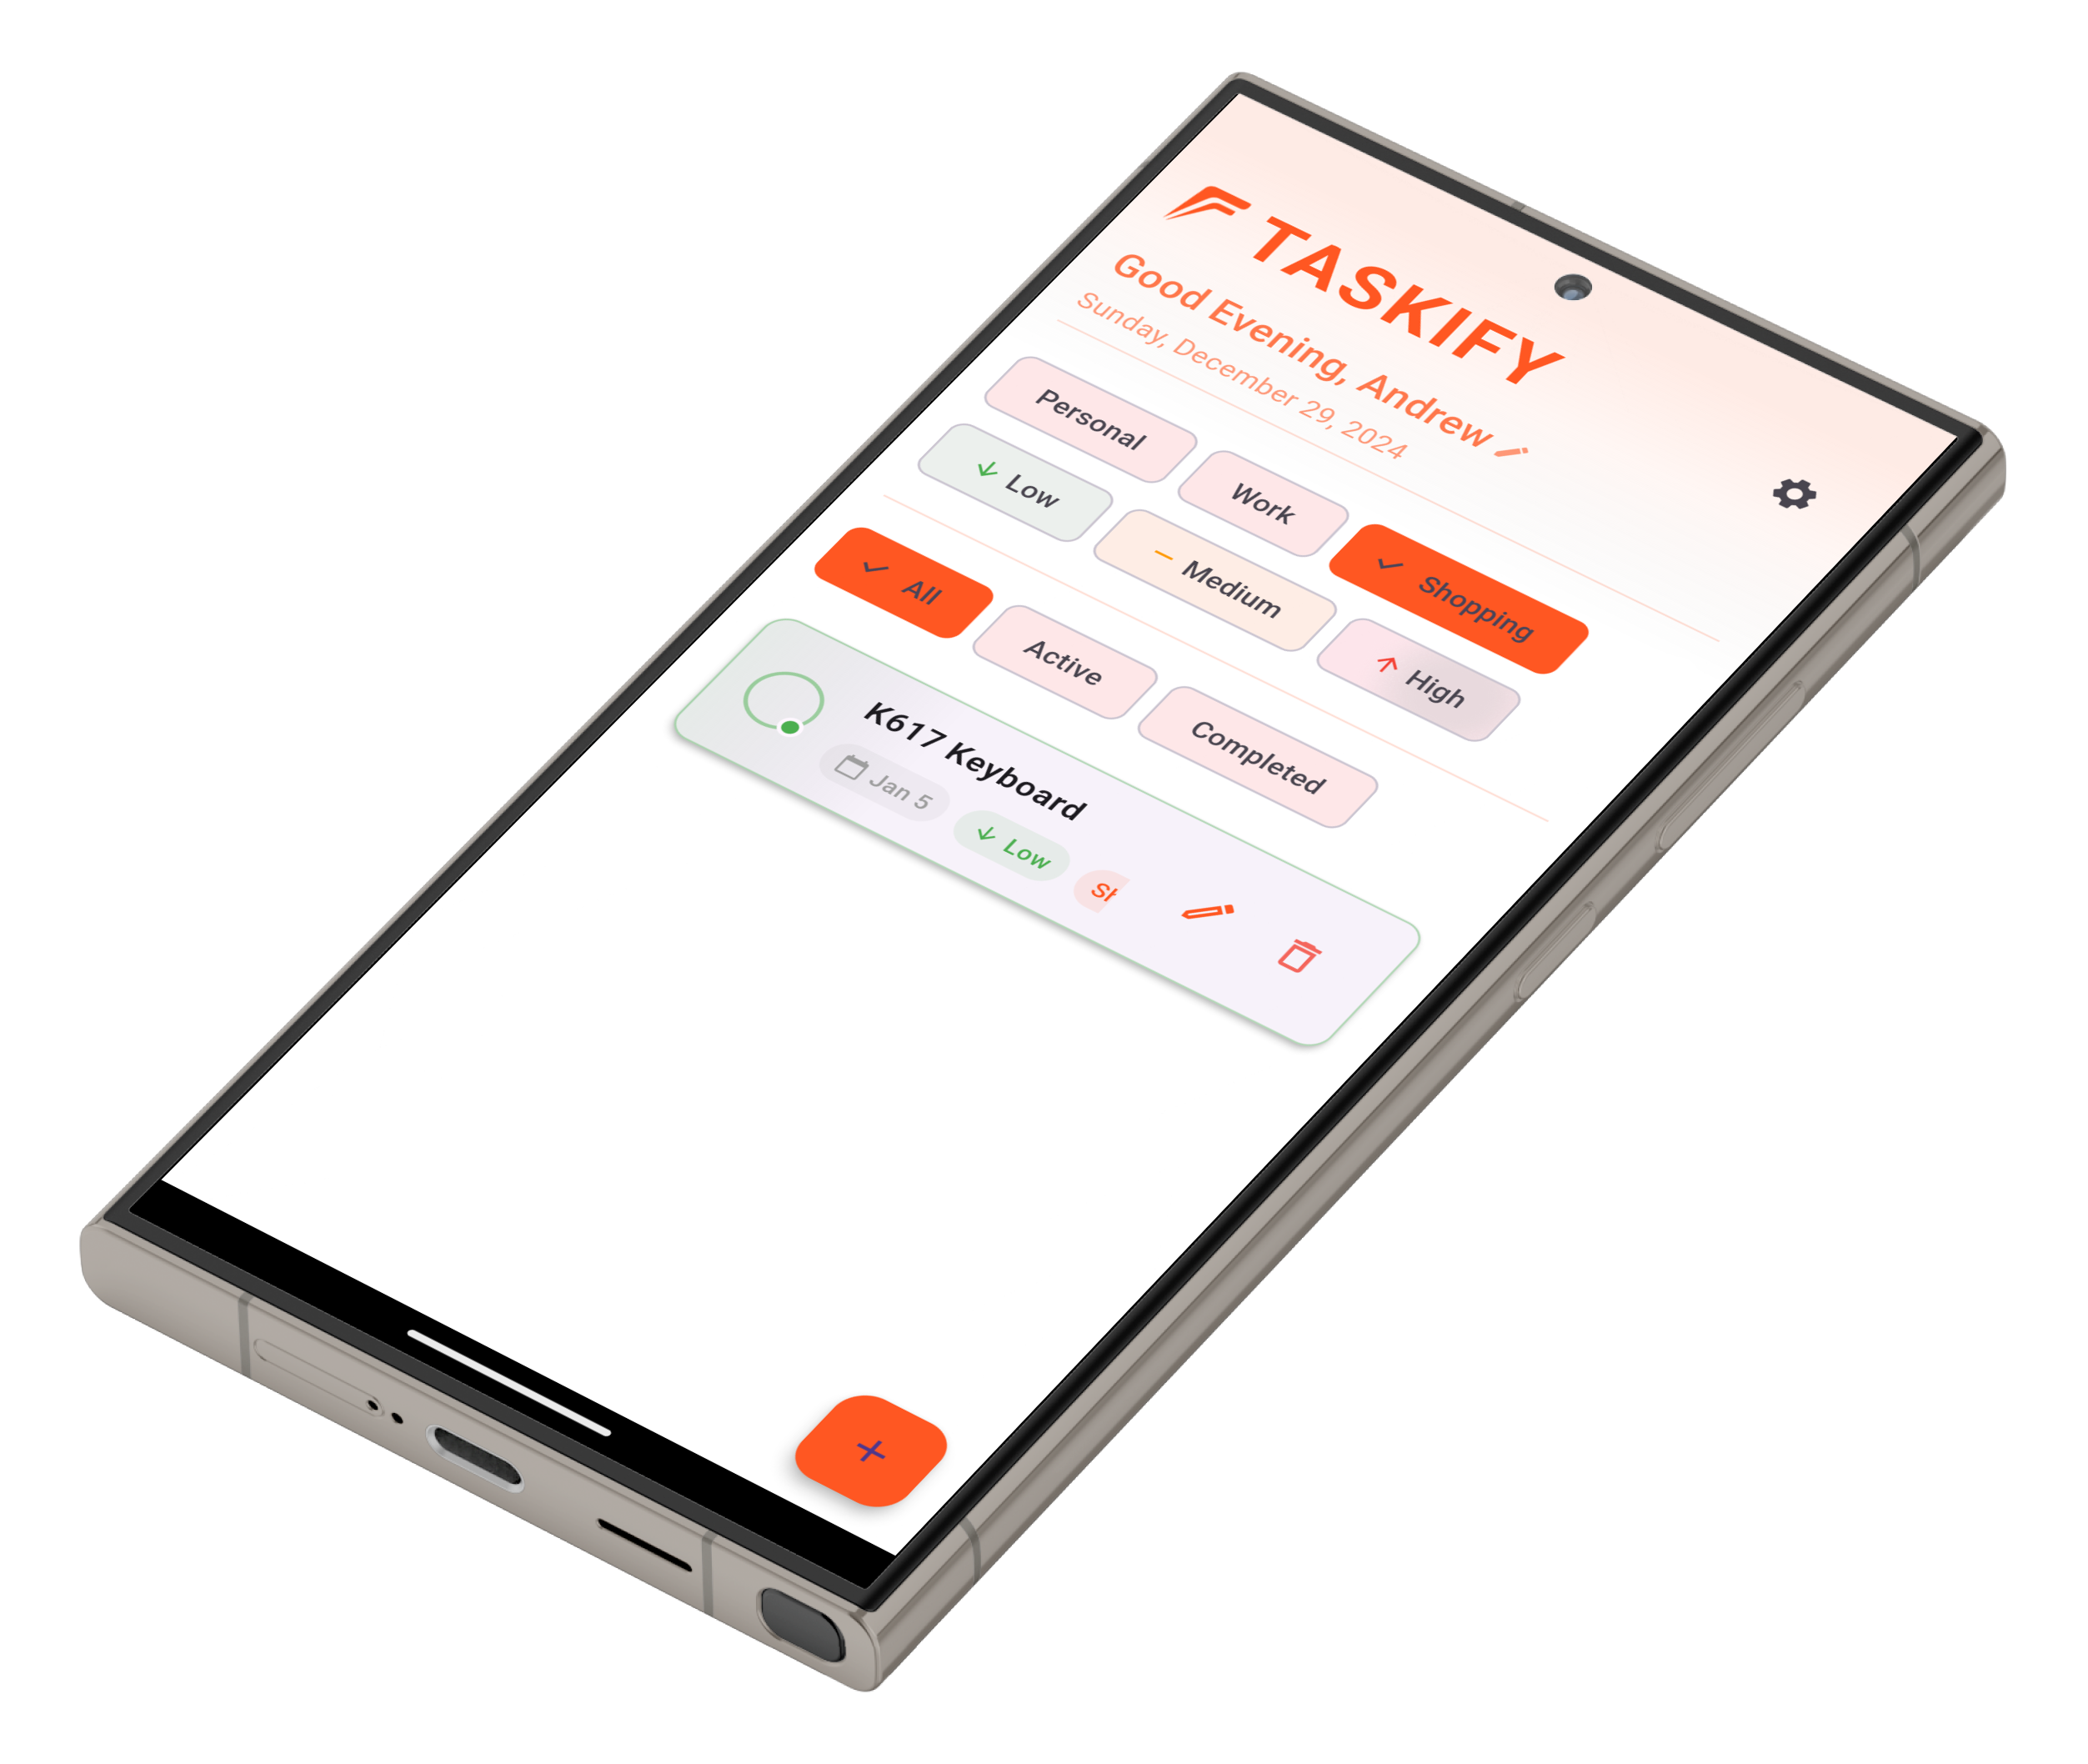 TASKIFY
Good Evening, Andrew
Sunday, December 29, 2024
Personal Work Shopping
Low Medium High
All Active Completed
K617 Keyboard
Jan 5 Low